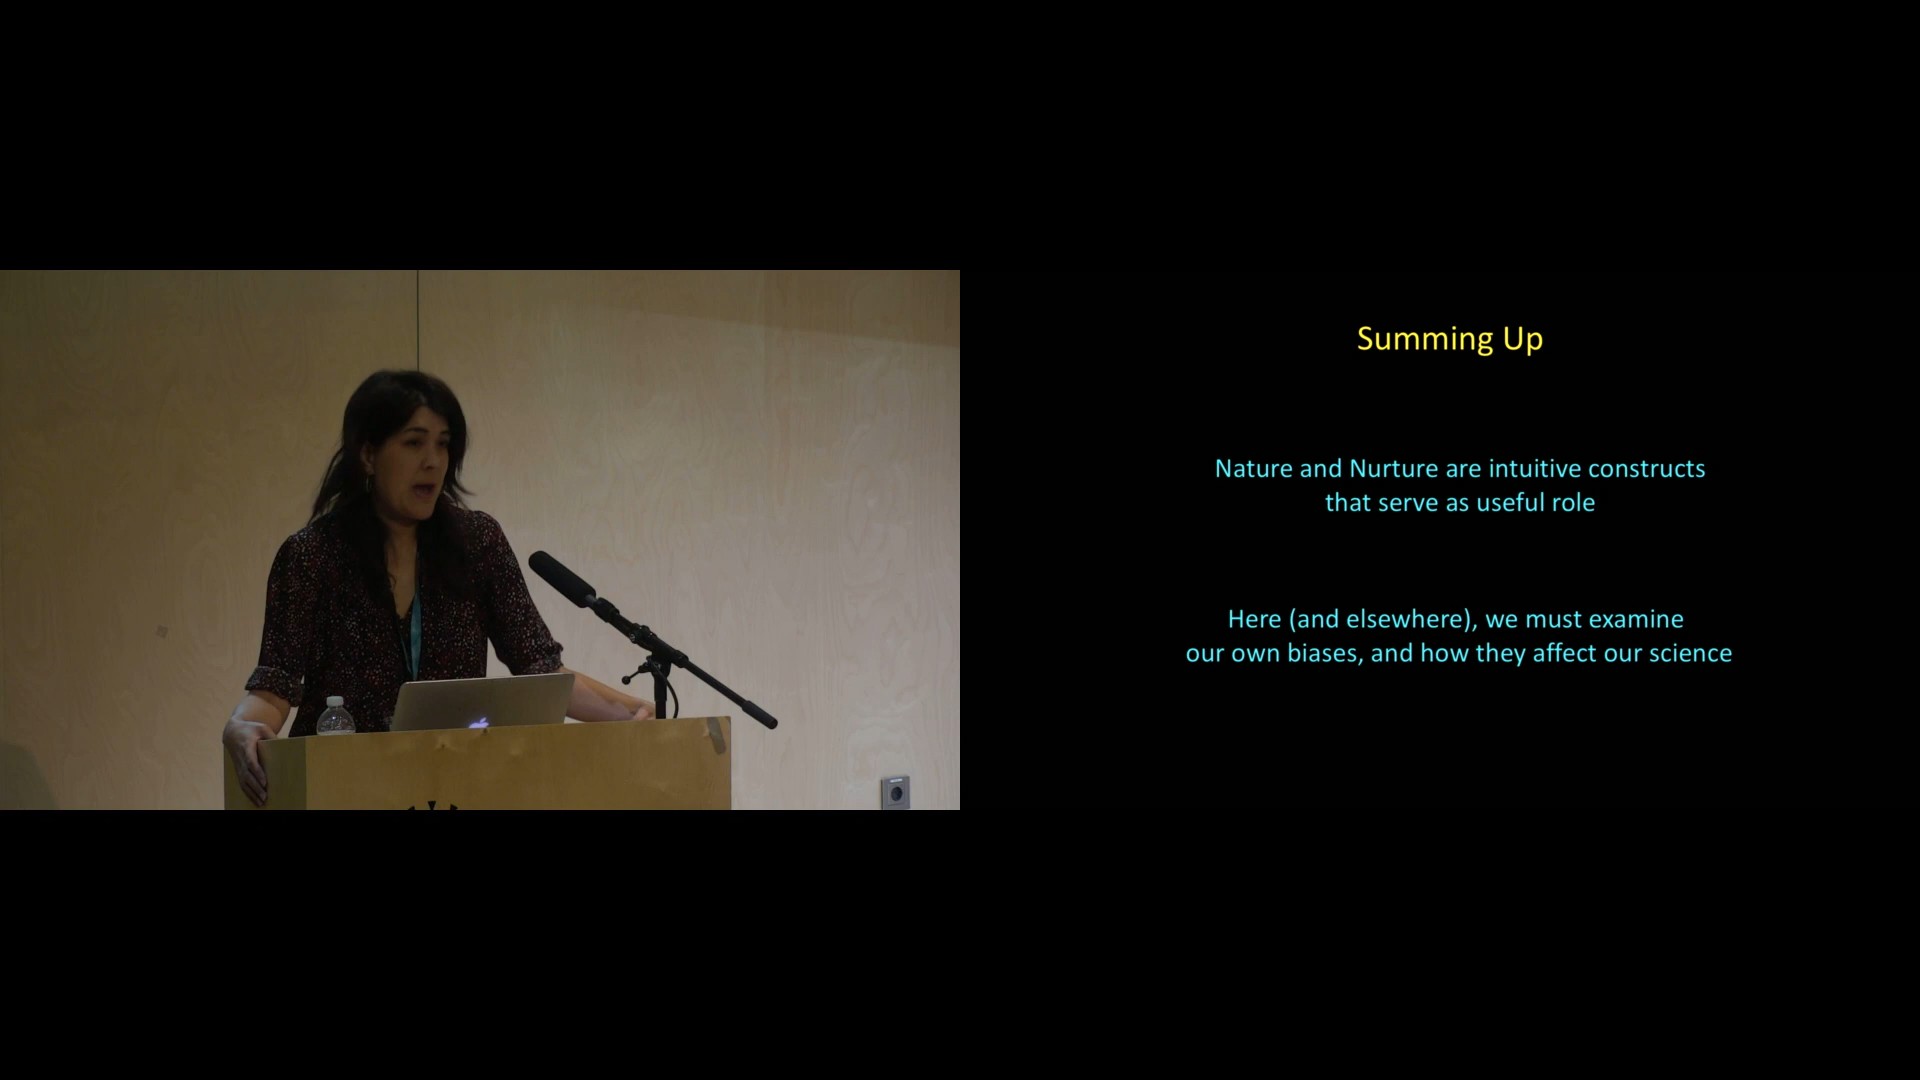 Summing Up
Nature and Nurture are intuitive constructs
that serve as useful role
Here (and elsewhere), we must examine
our own biases, and how they affect our science